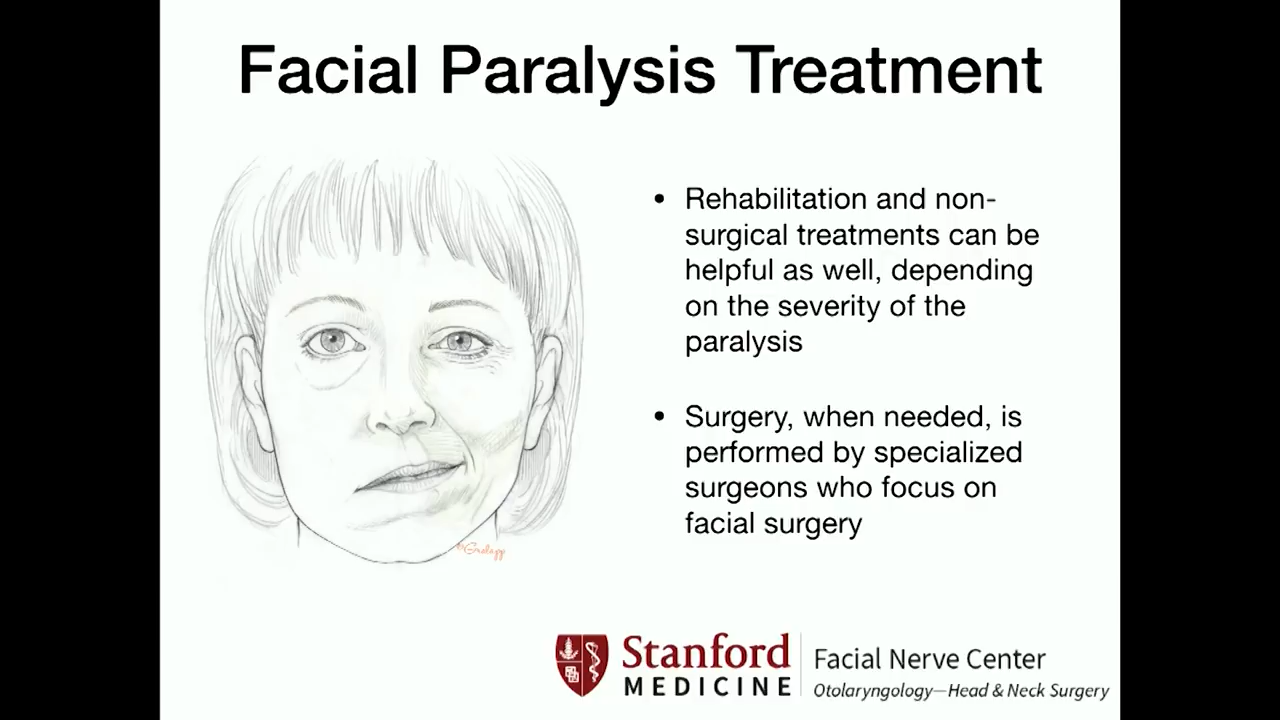 Facial Paralysis Treatment
• Rehabilitation and non-
surgical treatments can be
helpful as well, depending
on the severity of the
paralysis
• Surgery, when needed, is
performed by specialized
surgeons who focus on
facial surgery
Stanford
MEDICINE
Facial Nerve Center
Otolaryngology—Head & Neck Surgery